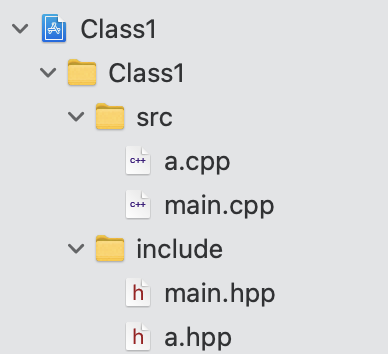 Class1
Class1
src
c++ a.cpp
c++ main.cpp
include
h main.hpp
h a.hpp